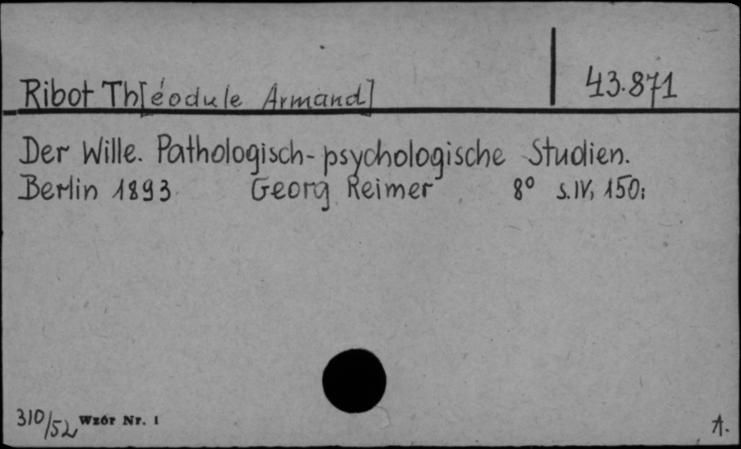 Ribot Th[éodule Armand]
43.871
Der Wille. Pathologisch-psychologische Studien.
Berlin 1893. Georg Reimer 8° s. IV, 150;
310/52 Wzór Nr. 1
A.